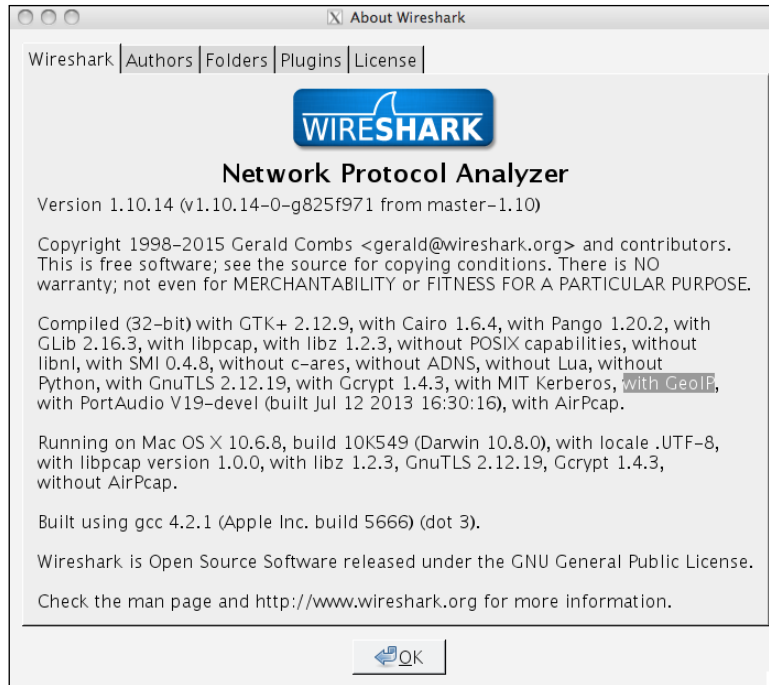 About Wireshark
Wireshark Authors Folders Plugins License
WIRESHARK
Network Protocol Analyzer
Version 1.10.14 (v1.10.14-0-g825f971 from master-1.10)
Copyright 1998-2015 Gerald Combs <gerald@wireshark.org> and contributors.
This is free software; see the source for copying conditions. There is NO
warranty; not even for MERCHANTABILITY or FITNESS FOR A PARTICULAR PURPOSE.
Compiled (32-bit) with GTK+ 2.12.9, with Cairo 1.6.4, with Pango 1.20.2, with
GLib 2.16.3, with libpcap, with libz 1.2.3, without POSIX capabilities, without
libnl, with SMI 0.4.8, without c-ares, without ADNS, without Lua, without
Python, with GnuTLS 2.12.19, with Gcrypt 1.4.3, with MIT Kerberos, with GeoIP,
with PortAudio V19-devel (built Jul 12 2013 16:30:16), with AirPcap.
Running on Mac OS X 10.6.8, build 10K549 (Darwin 10.8.0), with locale .UTF-8,
with libpcap version 1.0.0, with libz 1.2.3, GnuTLS 2.12.19, Gcrypt 1.4.3,
without AirPcap.
Built using gcc 4.2.1 (Apple Inc. build 5666) (dot 3).
Wireshark is Open Source Software released under the GNU General Public License.
Check the man page and http://www.wireshark.org for more information.
OK